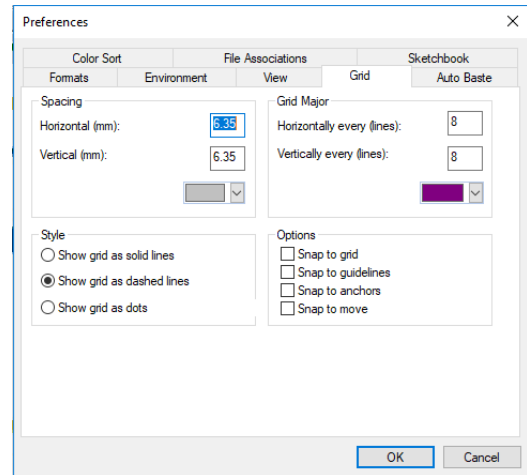 Preferences
Color Sort File Associations Sketchbook
Formats Environment View Grid Auto Baste
Spacing
Horizontal (mm): 6.35
Vertical (mm): 6.35
Grid Major
Horizontally every (lines): 8
Vertically every (lines): 8
Style
Show grid as solid lines
Show grid as dashed lines
Show grid as dots
Options
Snap to grid
Snap to guidelines
Snap to anchors
Snap to move
OK Cancel